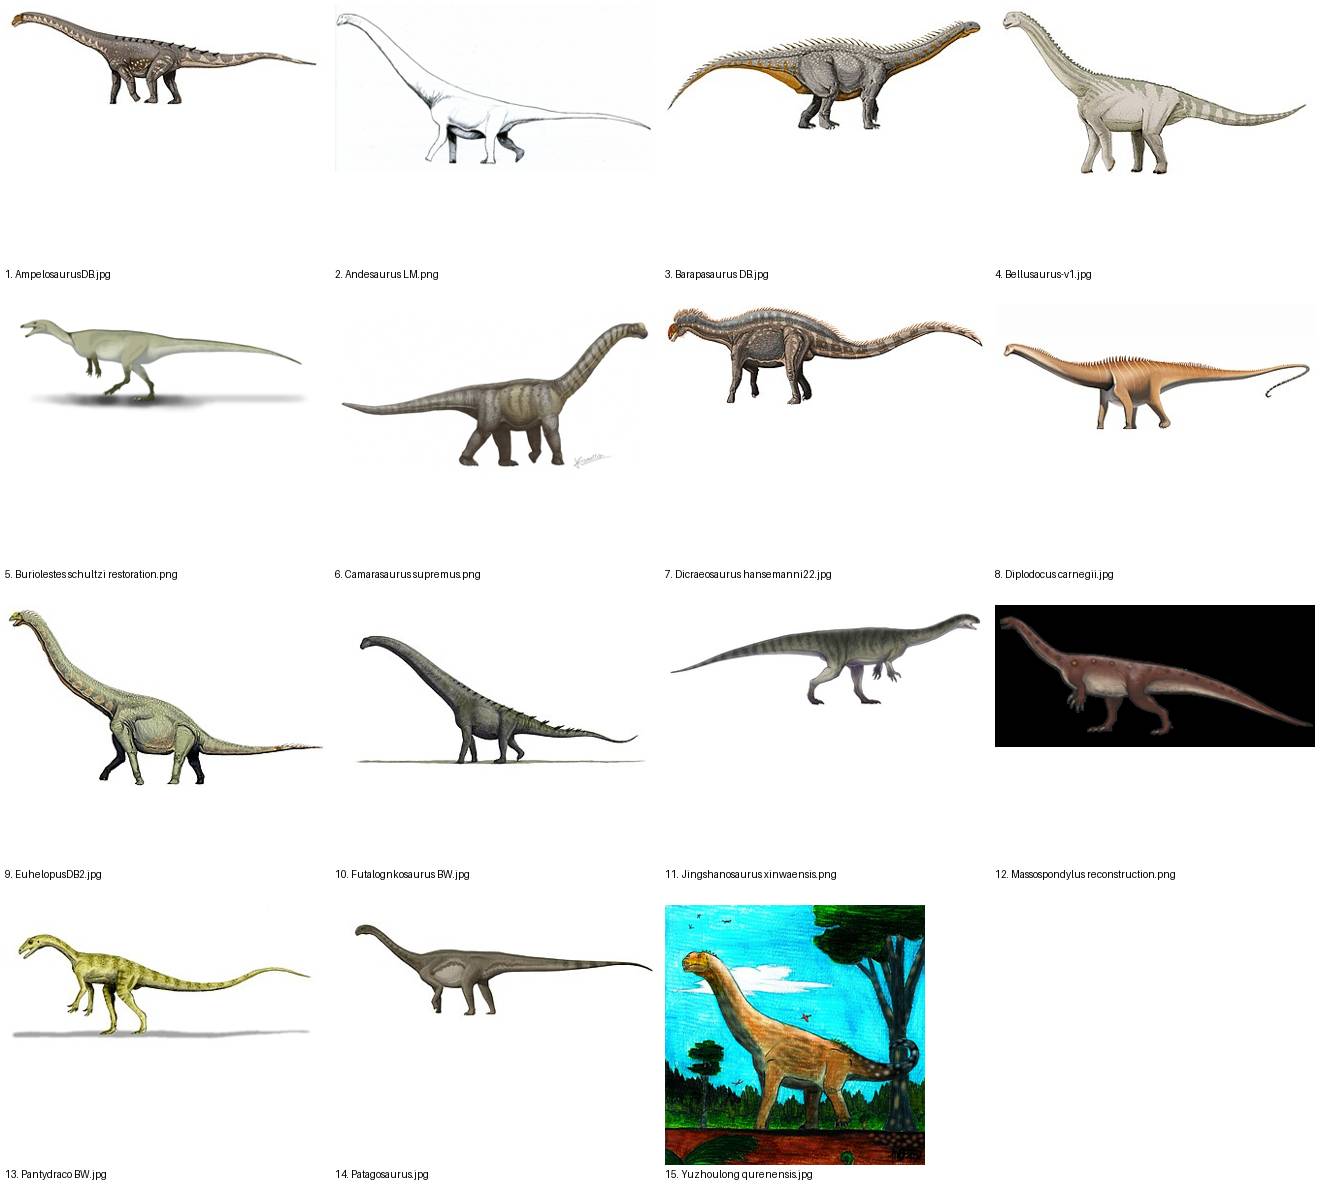 1. AmpelosaurusDB.jpg
2. Andesaurus LM.png
3. Barapasaurus DB.jpg
4. Bellusaurus-v1.jpg
5. Buriolestes schultzi restoration.png
6. Camarasaurus supremus.png
7. Dicraeosaurus hansemanni22.jpg
8. Diplodocus carnegii.jpg
9. EuhelopusDB2.jpg
10. Futalognkosaurus BW.jpg
11. Jingshanosaurus xinwaensis.png
12. Massospondylus reconstruction.png
13. Pantydraco BW.jpg
14. Patagosaurus.jpg
15. Yuzhoulong qurenensis.jpg